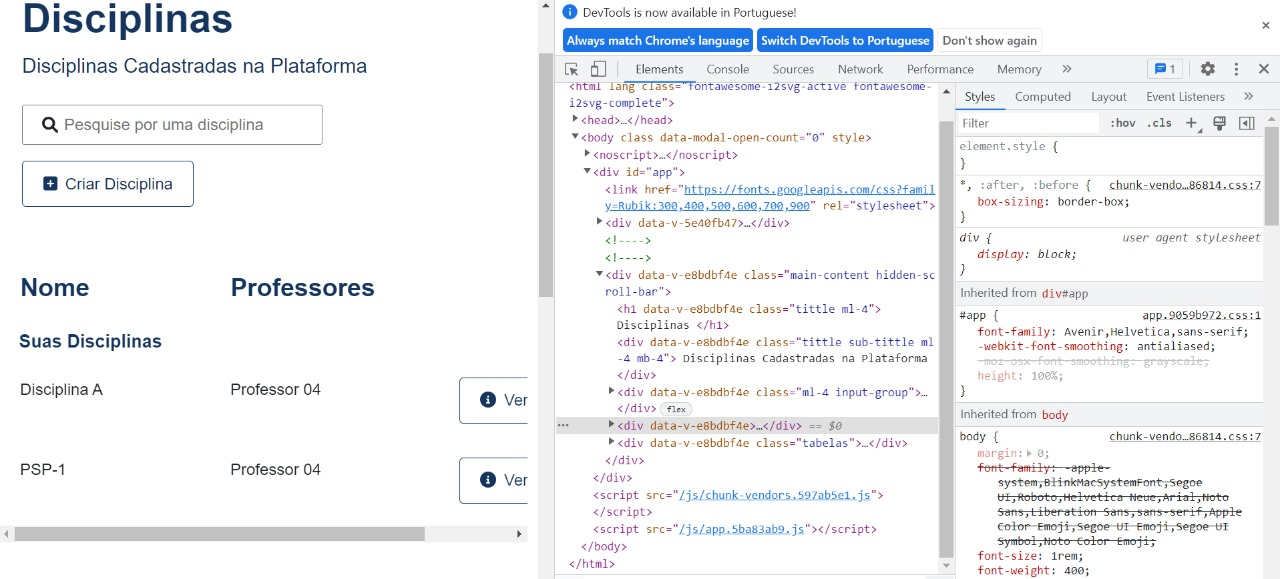 Disciplinas
Disciplinas Cadastradas na Plataforma
Pesquise por uma disciplina
Criar Disciplina
Nome Professores
Suas Disciplinas
Disciplina A Professor 04 Ver
PSP-1 Professor 04 Ver
DevTools is now available in Portuguese!
Always match Chrome's language Switch DevTools to Portuguese Don't show again
Elements Console Sources Network Performance Memory 1
<html lang class="fontawesome-i2svg-active fontawesome-
i2svg-complete">
<head>…</head>
<body class data-modal-open-count="0" style>
<noscript>…</noscript>
<div id="app">
<link href="https://fonts.googleapis.com/css?famil
y=Rubik:300,400,500,600,700,900" rel="stylesheet">
<div data-v-5e40fb47>…</div>
<!---->
<!---->
<div data-v-e8bdbf4e class="main-content hidden-sc
roll-bar">
<h1 data-v-e8bdbf4e class="tittle ml-4">
Disciplinas </h1>
<div data-v-e8bdbf4e class="tittle sub-tittle ml
-4 mb-4"> Disciplinas Cadastradas na Plataforma
</div>
<div data-v-e8bdbf4e class="ml-4 input-group">…
</div> flex
<div data-v-e8bdbf4e>…</div> == $0
<div data-v-e8bdbf4e class="tabelas">…</div>
</div>
</div>
<script src="/js/chunk-vendors.597ab5e1.js">
</script>
<script src="/js/app.5ba83ab9.js"></script>
</body>
</html>
Styles Computed Layout Event Listeners
Filter :hov .cls
element.style {
}
*, :after, :before { chunk-vendo…86814.css:7
box-sizing: border-box;
}
div { user agent stylesheet
display: block;
}
Inherited from div#app
#app { app.9059b972.css:1
font-family: Avenir,Helvetica,sans-serif;
-webkit-font-smoothing: antialiased;
-moz-osx-font-smoothing: grayscale;
height: 100%;
}
Inherited from body
body { chunk-vendo…86814.css:7
margin: 0;
font-family: -apple-
system,BlinkMacSystemFont,Segoe
UI,Roboto,Helvetica Neue,Arial,Noto
Sans,Liberation Sans,sans-serif,Apple
Color Emoji,Segoe UI Emoji,Segoe UI
Symbol,Noto Color Emoji;
font-size: 1rem;
font-weight: 400;